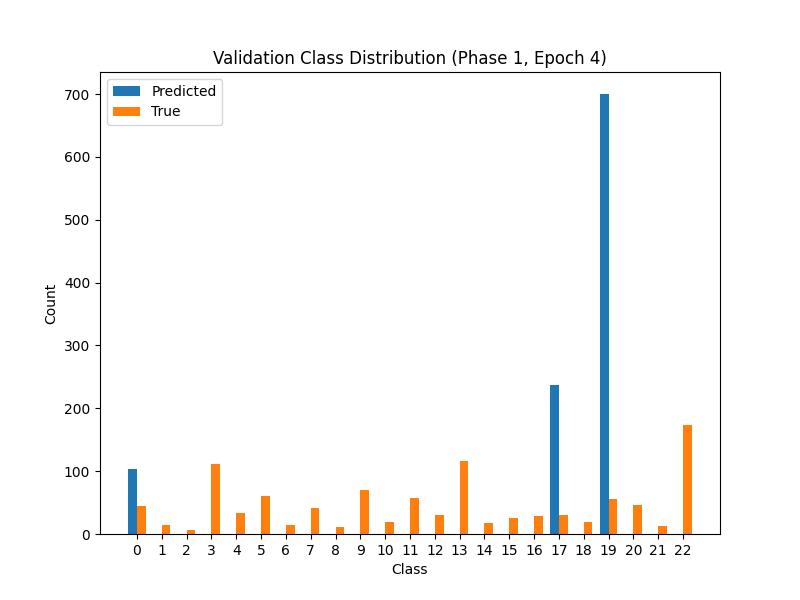 Validation Class Distribution (Phase 1, Epoch 4)
Predicted
True
700
600
500
400
300
200
100
0
Count
0 1 2 3 4 5 6 7 8 9 10 11 12 13 14 15 16 17 18 19 20 21 22
Class